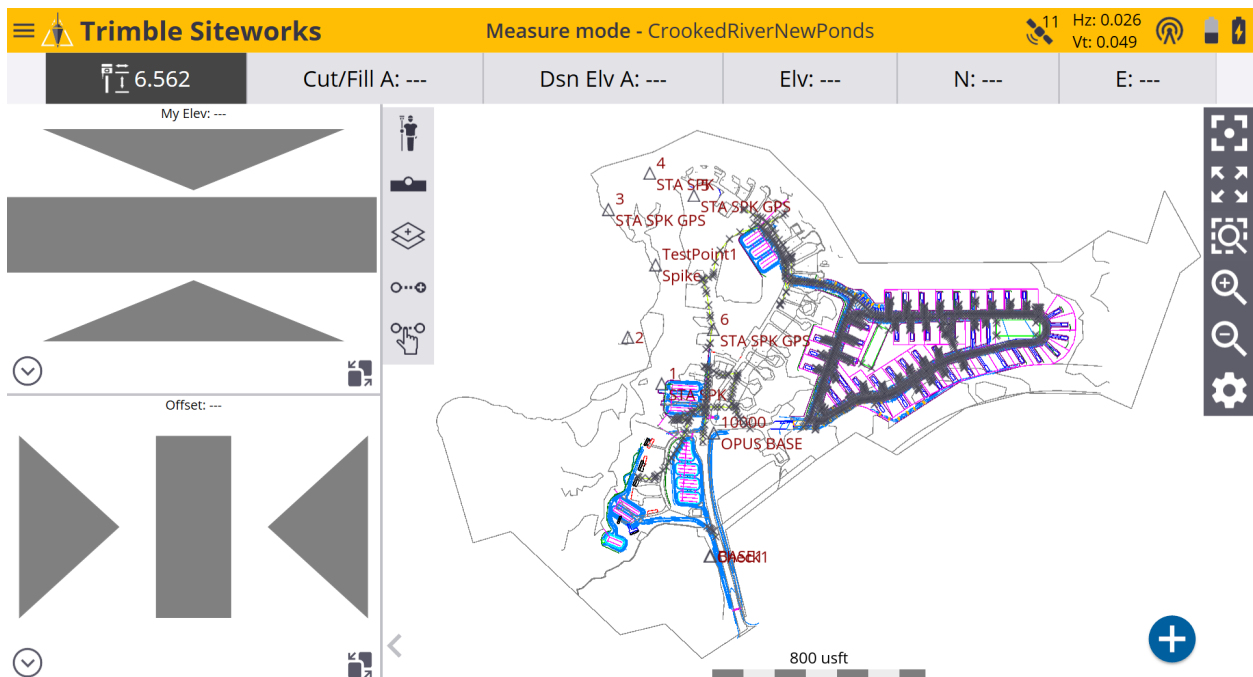 Trimble Siteworks
Measure mode - CrookedRiverNewPonds
11
Hz: 0.026
Vt: 0.049
6.562
Cut/Fill A: ---
Dsn Elv A: ---
Elv: ---
N: ---
E: ---
My Elev: ---
Offset: ---
4
STA SPK
5
STA SPK GPS
3
STA SPK GPS
TestPoint1
Spike
6
STA SPK GPS
2
1
STA SPK
10000
OPUS BASE
800 usft